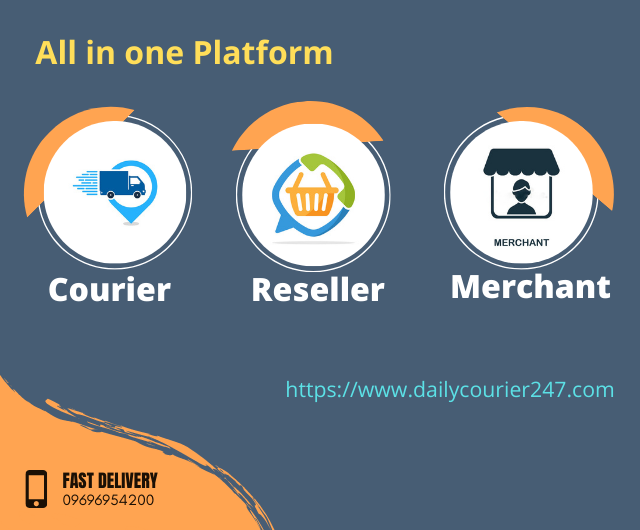 All in one Platform
MERCHANT
Courier
Reseller
Merchant
https://www.dailycourier247.com
FAST DELIVERY
09696954200